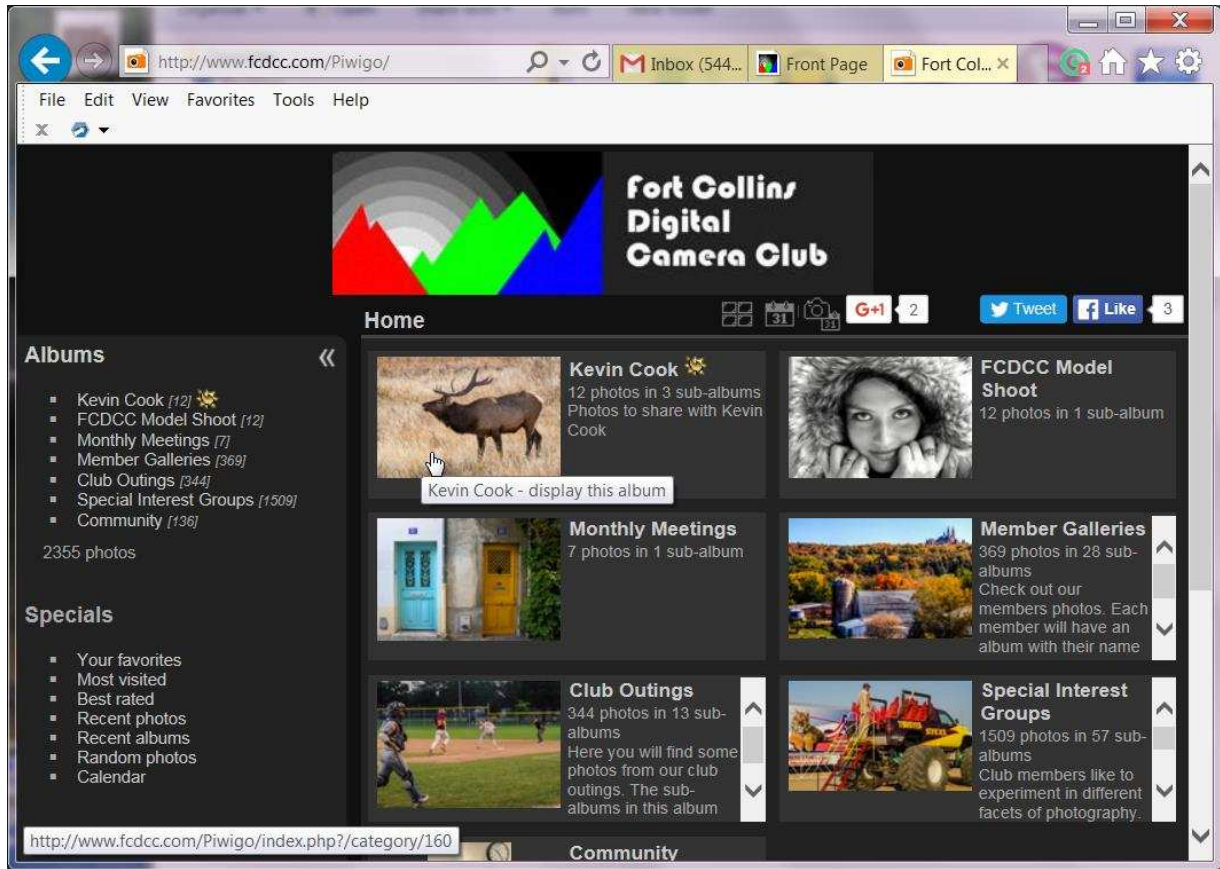 http://www.fcdcc.com/Piwigo/
Inbox (544...
Front Page
Fort Col...
File Edit View Favorites Tools Help
Fort Collins
Digital
Camera Club
Home
31
31
G+1
2
Tweet
Like
3
Albums
Kevin Cook [12]
FCDCC Model Shoot [12]
Monthly Meetings [7]
Member Galleries [369]
Club Outings [344]
Special Interest Groups [1509]
Community [136]
2355 photos
Specials
Your favorites
Most visited
Best rated
Recent photos
Recent albums
Random photos
Calendar
http://www.fcdcc.com/Piwigo/index.php?/category/160
Kevin Cook
12 photos in 3 sub-albums
Photos to share with Kevin
Cook
Kevin Cook - display this album
FCDCC Model
Shoot
12 photos in 1 sub-album
Monthly Meetings
7 photos in 1 sub-album
Member Galleries
369 photos in 28 sub-
albums
Check out our
members photos. Each
member will have an
album with their name
Club Outings
344 photos in 13 sub-
albums
Here you will find some
photos from our club
outings. The sub-
albums in this album
Special Interest
Groups
1509 photos in 57 sub-
albums
Club members like to
experiment in different
facets of photography.
Community